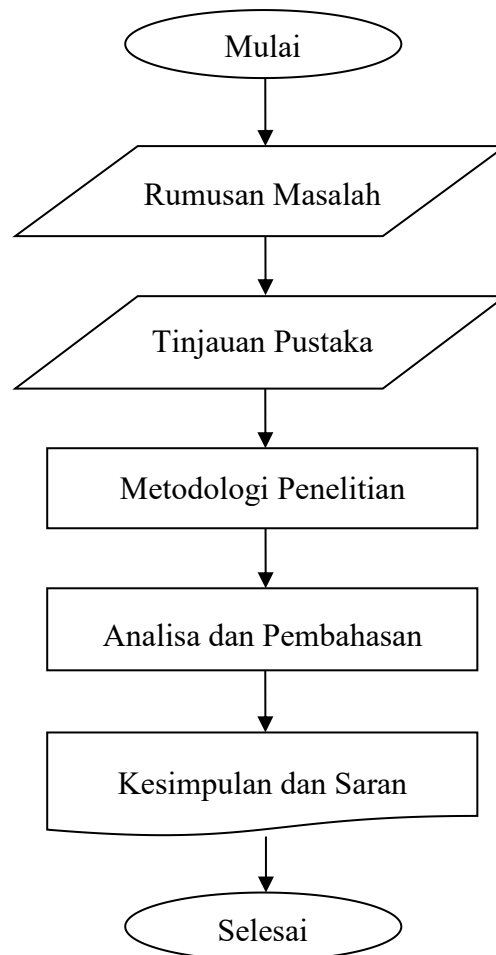 Mulai
Rumusan Masalah
Tinjauan Pustaka
Metodologi Penelitian
Analisa dan Pembahasan
Kesimpulan dan Saran
Selesai